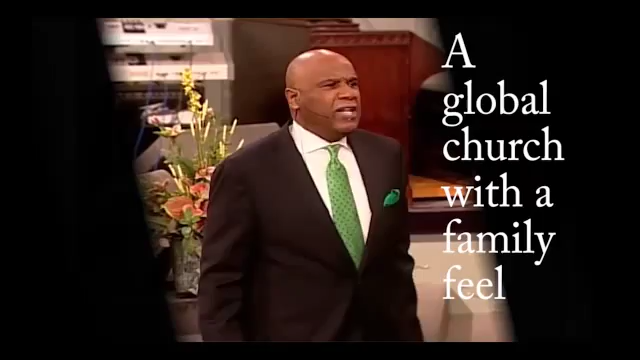 A
global
church
with a
family
feel